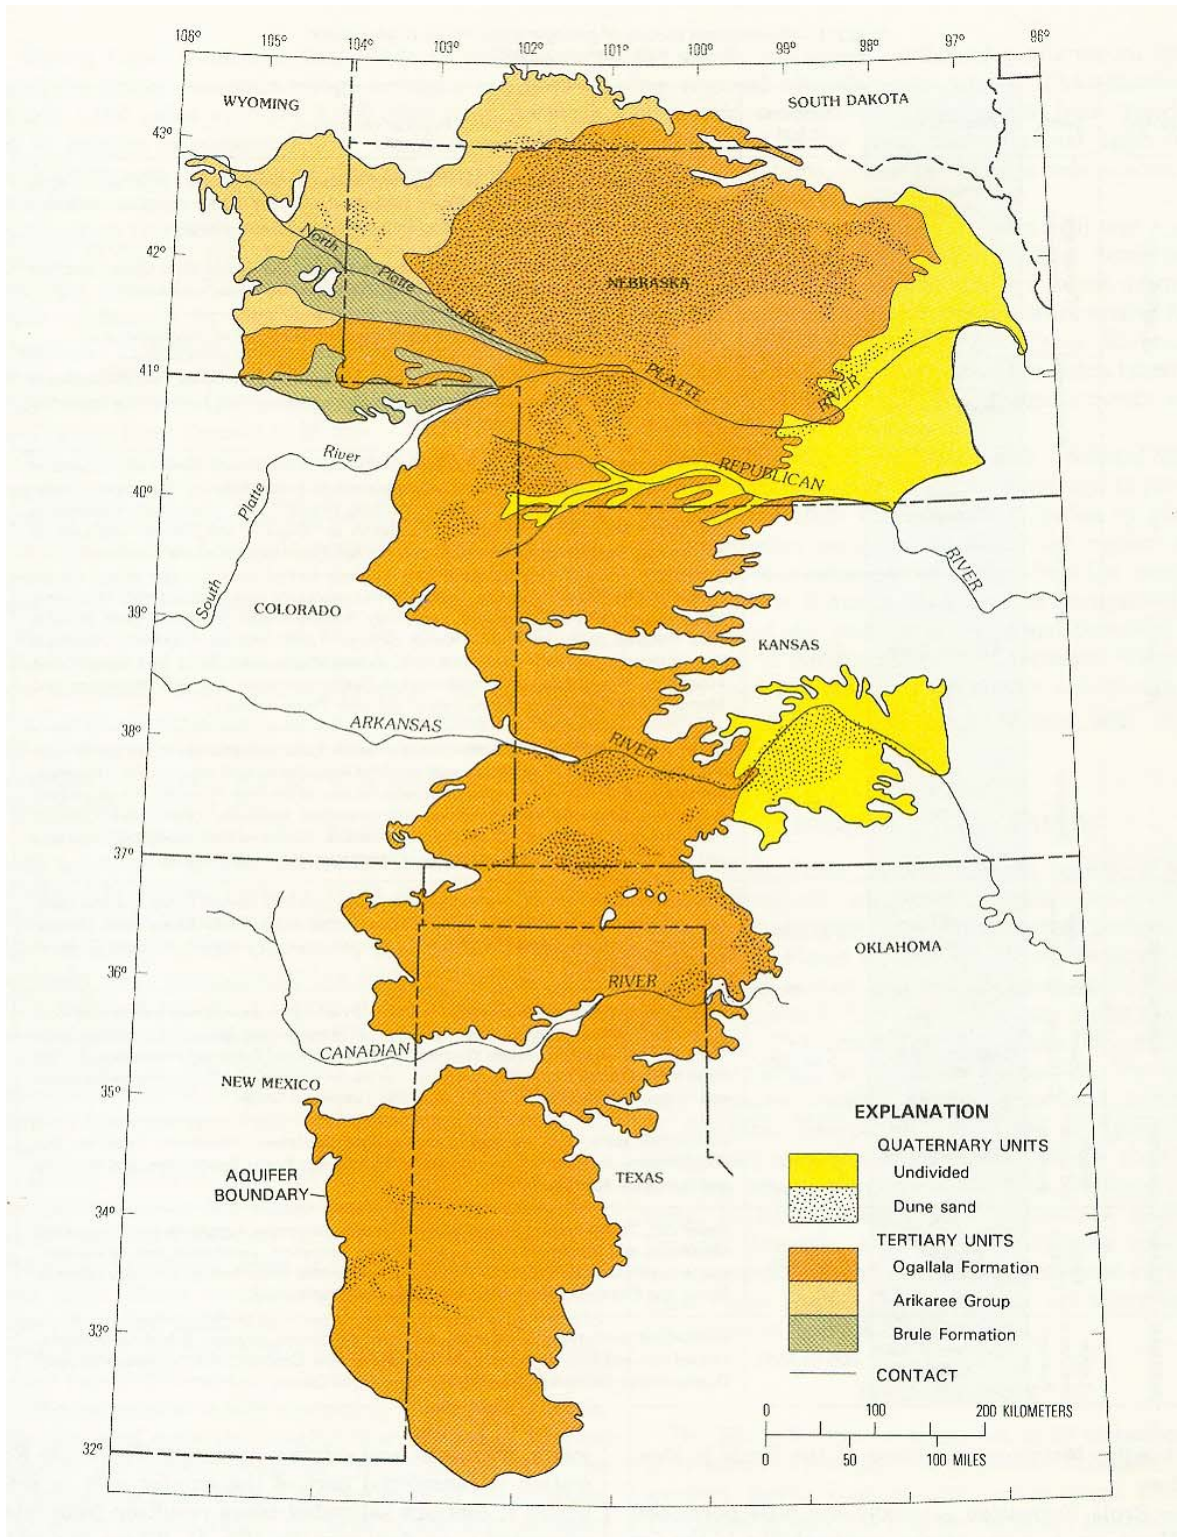 106° 105° 104° 103° 102° 101° 100° 99° 98° 97° 96°
WYOMING
SOUTH DAKOTA
43°
42°
North Platte River
NEBRASKA
41°
PLATTE RIVER
South Platte River
REPUBLICAN RIVER
40°
39°
COLORADO
KANSAS
38°
ARKANSAS RIVER
37°
OKLAHOMA
36°
RIVER
CANADIAN
35°
NEW MEXICO
AQUIFER
BOUNDARY
TEXAS
34°
33°
32°
EXPLANATION
QUATERNARY UNITS
Undivided
Dune sand
TERTIARY UNITS
Ogallala Formation
Arikaree Group
Brule Formation
CONTACT
0 100 200 KILOMETERS
0 50 100 MILES